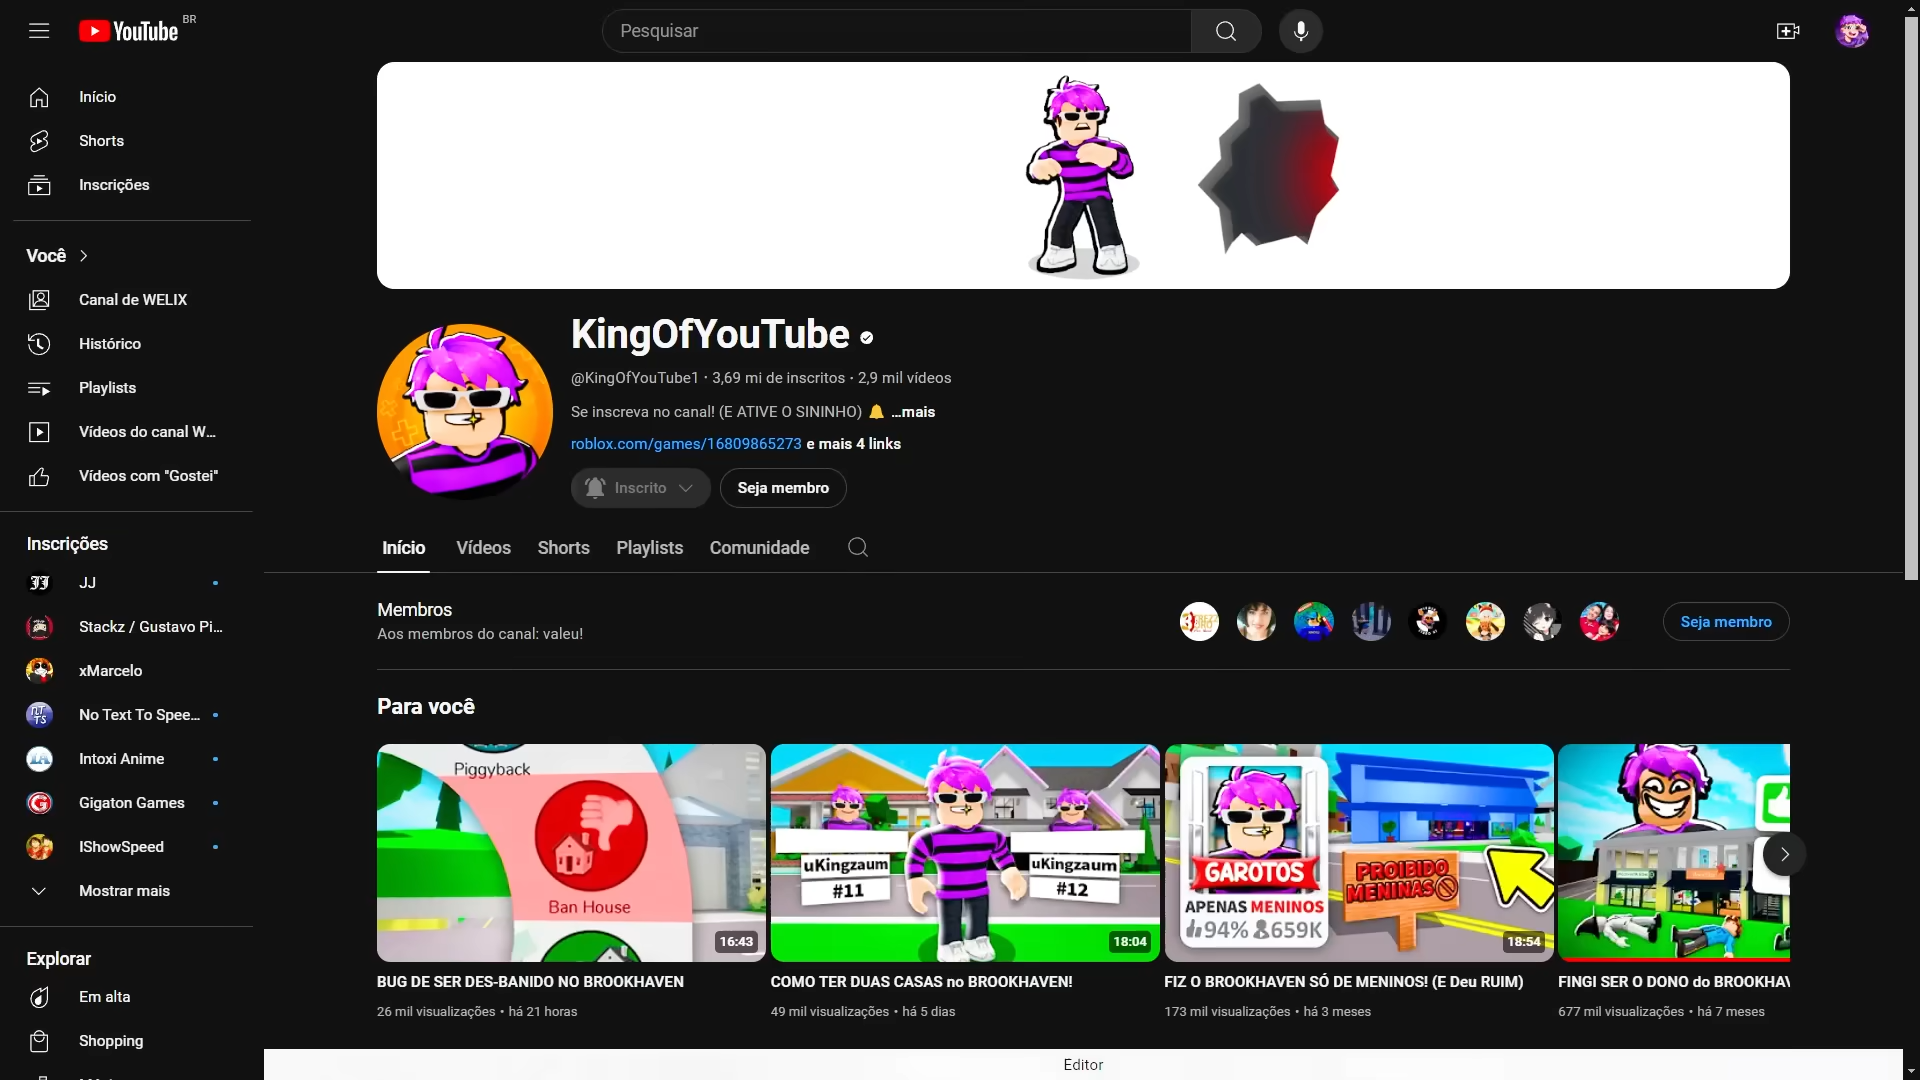 YouTube BR
Pesquisar
Início
Shorts
Inscrições
Você
Canal de WELIX
Histórico
Playlists
Vídeos do canal W...
Vídeos com "Gostei"
Inscrições
JJ
Stackz / Gustavo Pi...
xMarcelo
No Text To Spee...
Intoxi Anime
Gigaton Games
IShowSpeed
Mostrar mais
Explorar
Em alta
Shopping
KingOfYouTube
@KingOfYouTube1 · 3,69 mi de inscritos · 2,9 mil vídeos
Se inscreva no canal! (E ATIVE O SININHO) 🔔 ...mais
roblox.com/games/16809865273 e mais 4 links
Inscrito
Seja membro
Início Vídeos Shorts Playlists Comunidade
Membros
Aos membros do canal: valeu!
Seja membro
Para você
Piggyback
Ban House
16:43
BUG DE SER DES-BANIDO NO BROOKHAVEN
26 mil visualizações • há 21 horas
uKingzaum
#11
uKingzaum
#12
18:04
COMO TER DUAS CASAS no BROOKHAVEN!
49 mil visualizações • há 5 dias
GAROTOS
APENAS MENINOS
94% 659K
PROIBIDO
MENINAS
18:54
FIZ O BROOKHAVEN SÓ DE MENINOS! (E Deu RUIM)
173 mil visualizações • há 3 meses
FINGI SER O DONO do BROOKHAV
677 mil visualizações • há 7 meses
Editor